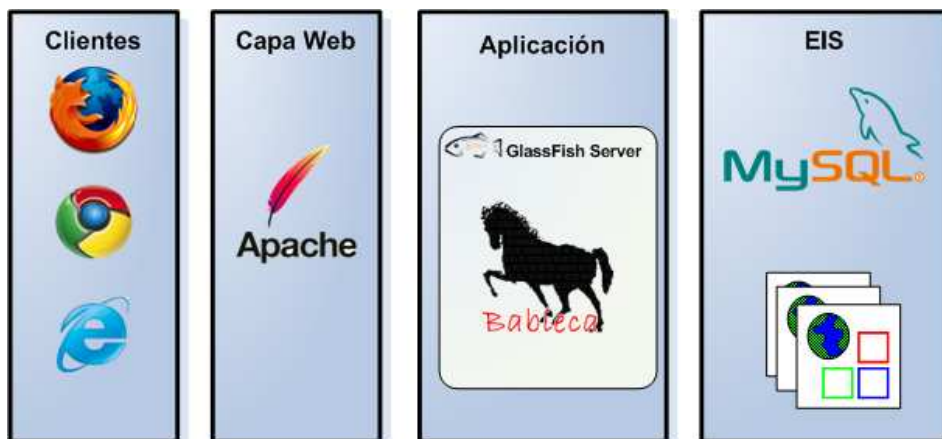 Clientes
Capa Web
Apache
Aplicación
GlassFish Server
Babieca
EIS
MySQL®